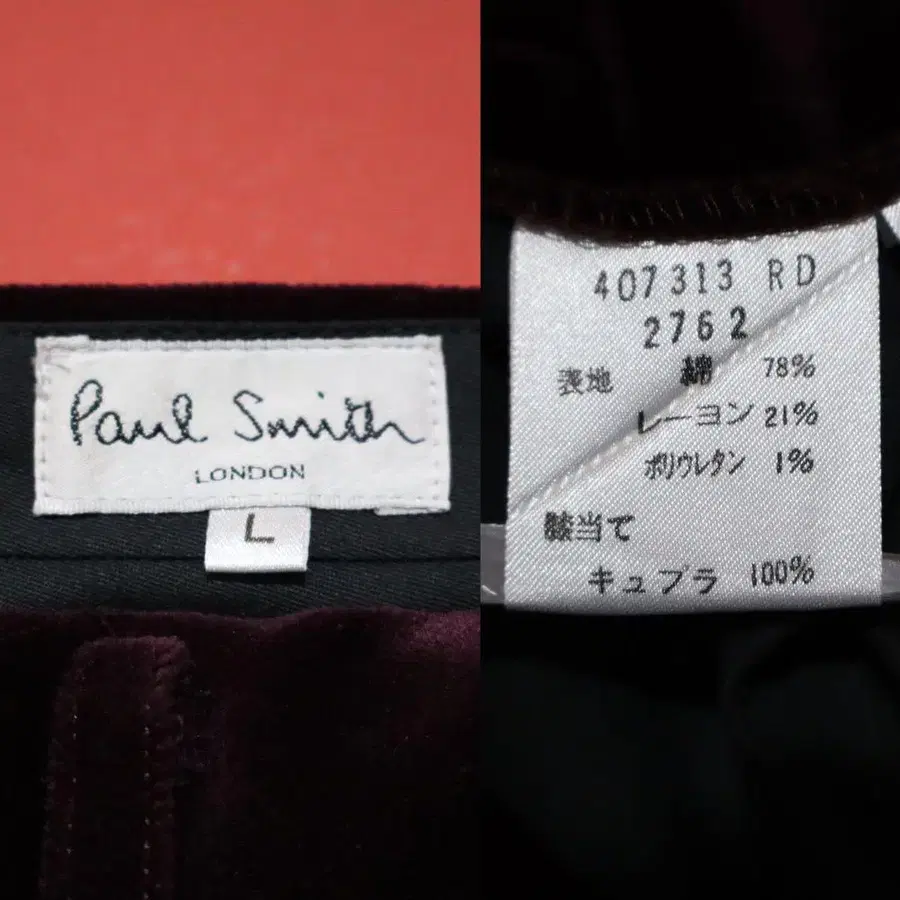 Paul Smith
LONDON
L
407313 RD
2762
表地 綿 78%
レーヨン 21%
ポリウレタン 1%
膝当て
キュプラ 100%